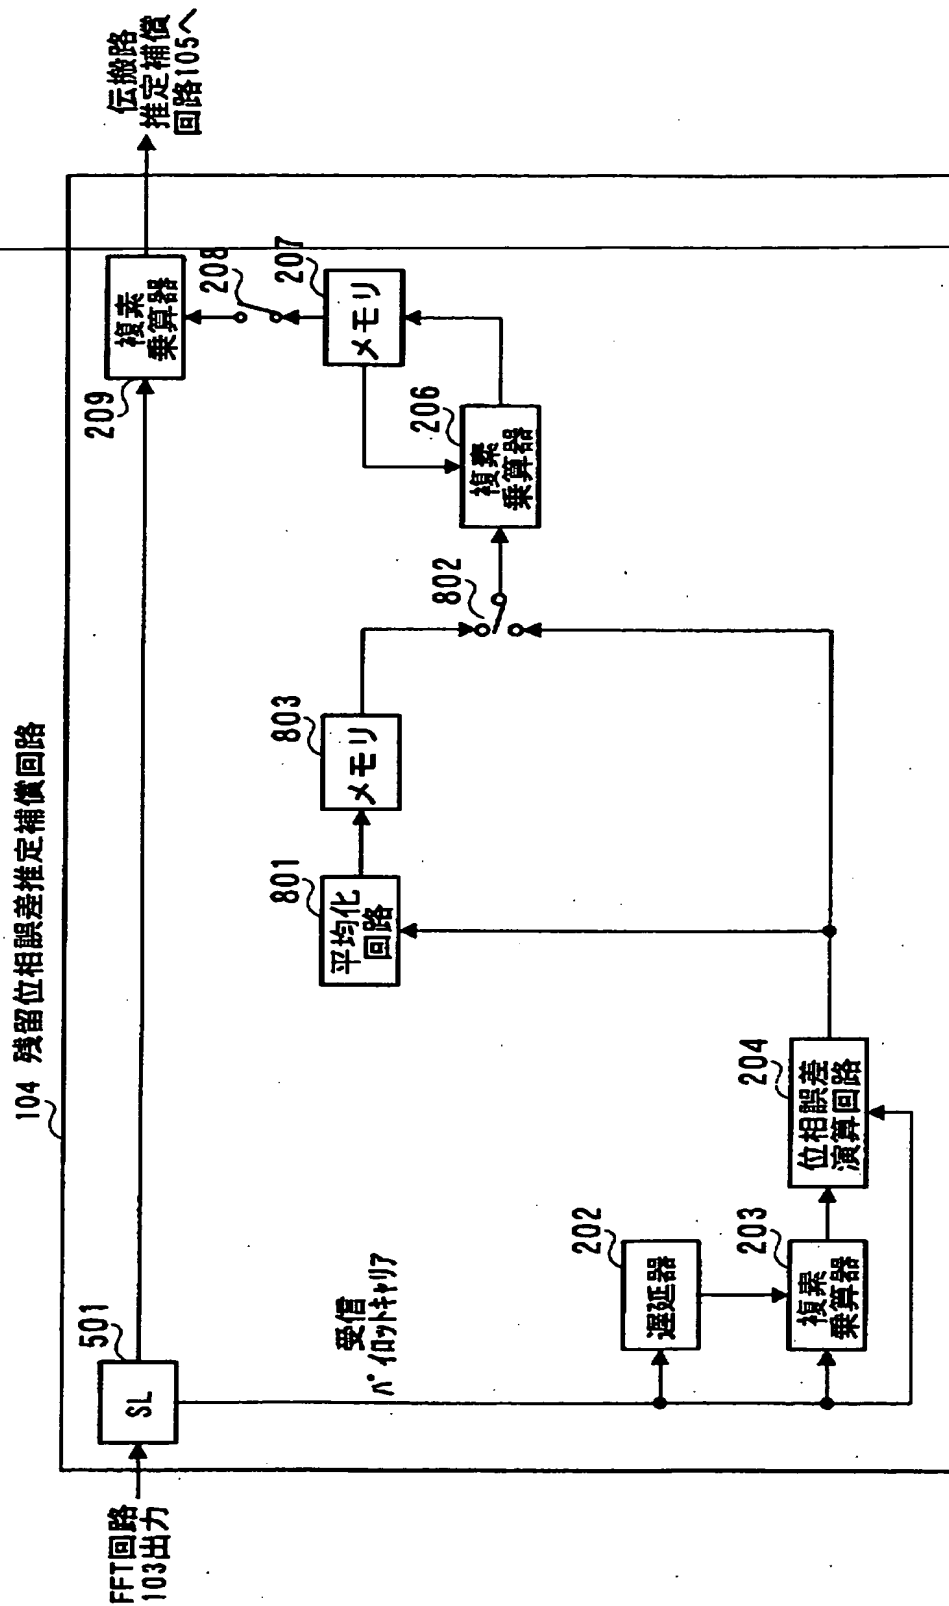 104 残留位相誤差推定補償回路
FFT回路
103出力
501
SL
受信
パイロットキャリア
202
遅延器
203
複素
乗算器
204
位相誤差
演算回路
801
平均化
回路
803
メモリ
802
206
複素
乗算器
207
メモリ
208
209
複素
乗算器
伝搬路
推定補償
回路105へ